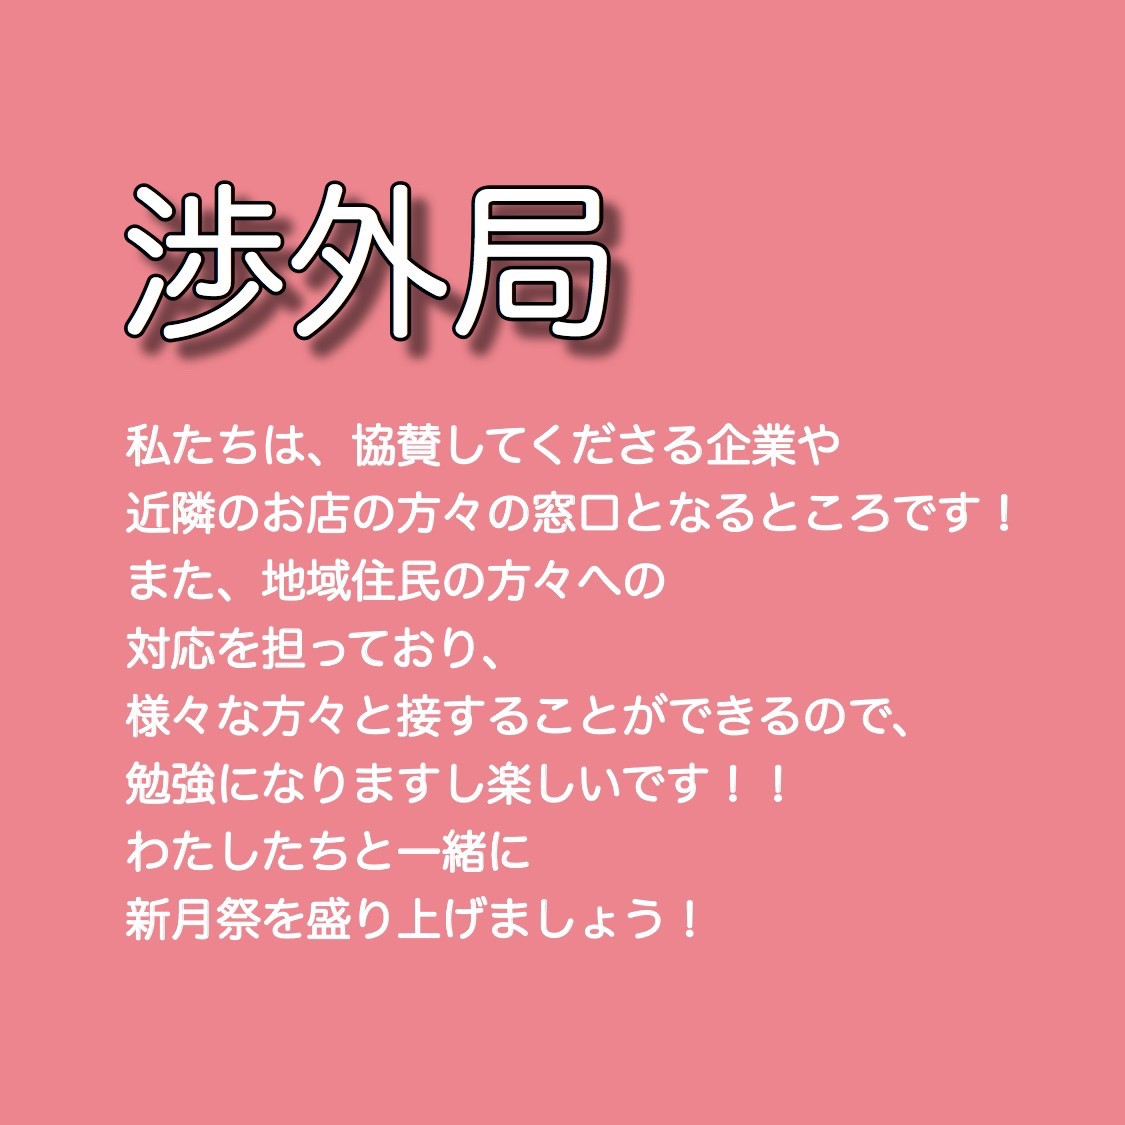 渉外局
私たちは、協賛してくださる企業や
近隣のお店の方々の窓口となるところです！
また、地域住民の方々への
対応を担っており、
様々な方々と接することができるので、
勉強になりますし楽しいです！！
わたしたちと一緒に
新月祭を盛り上げましょう！